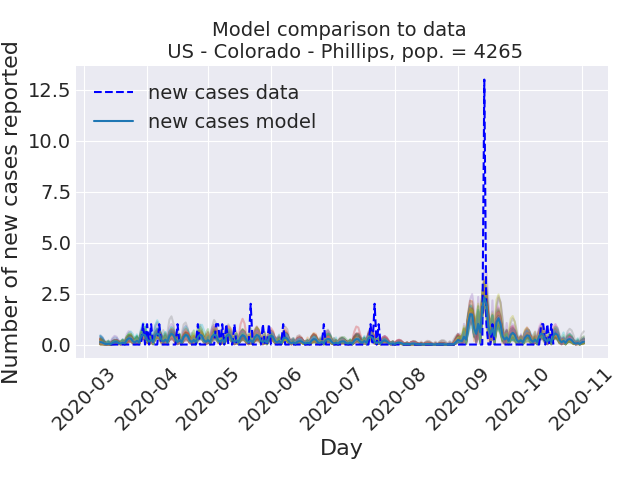 Model comparison to data
US - Colorado - Phillips, pop. = 4265
new cases data
new cases model
Number of new cases reported
12.5
10.0
7.5
5.0
2.5
0.0
2020-03
2020-04
2020-05
2020-06
2020-07
2020-08
2020-09
2020-10
2020-11
Day